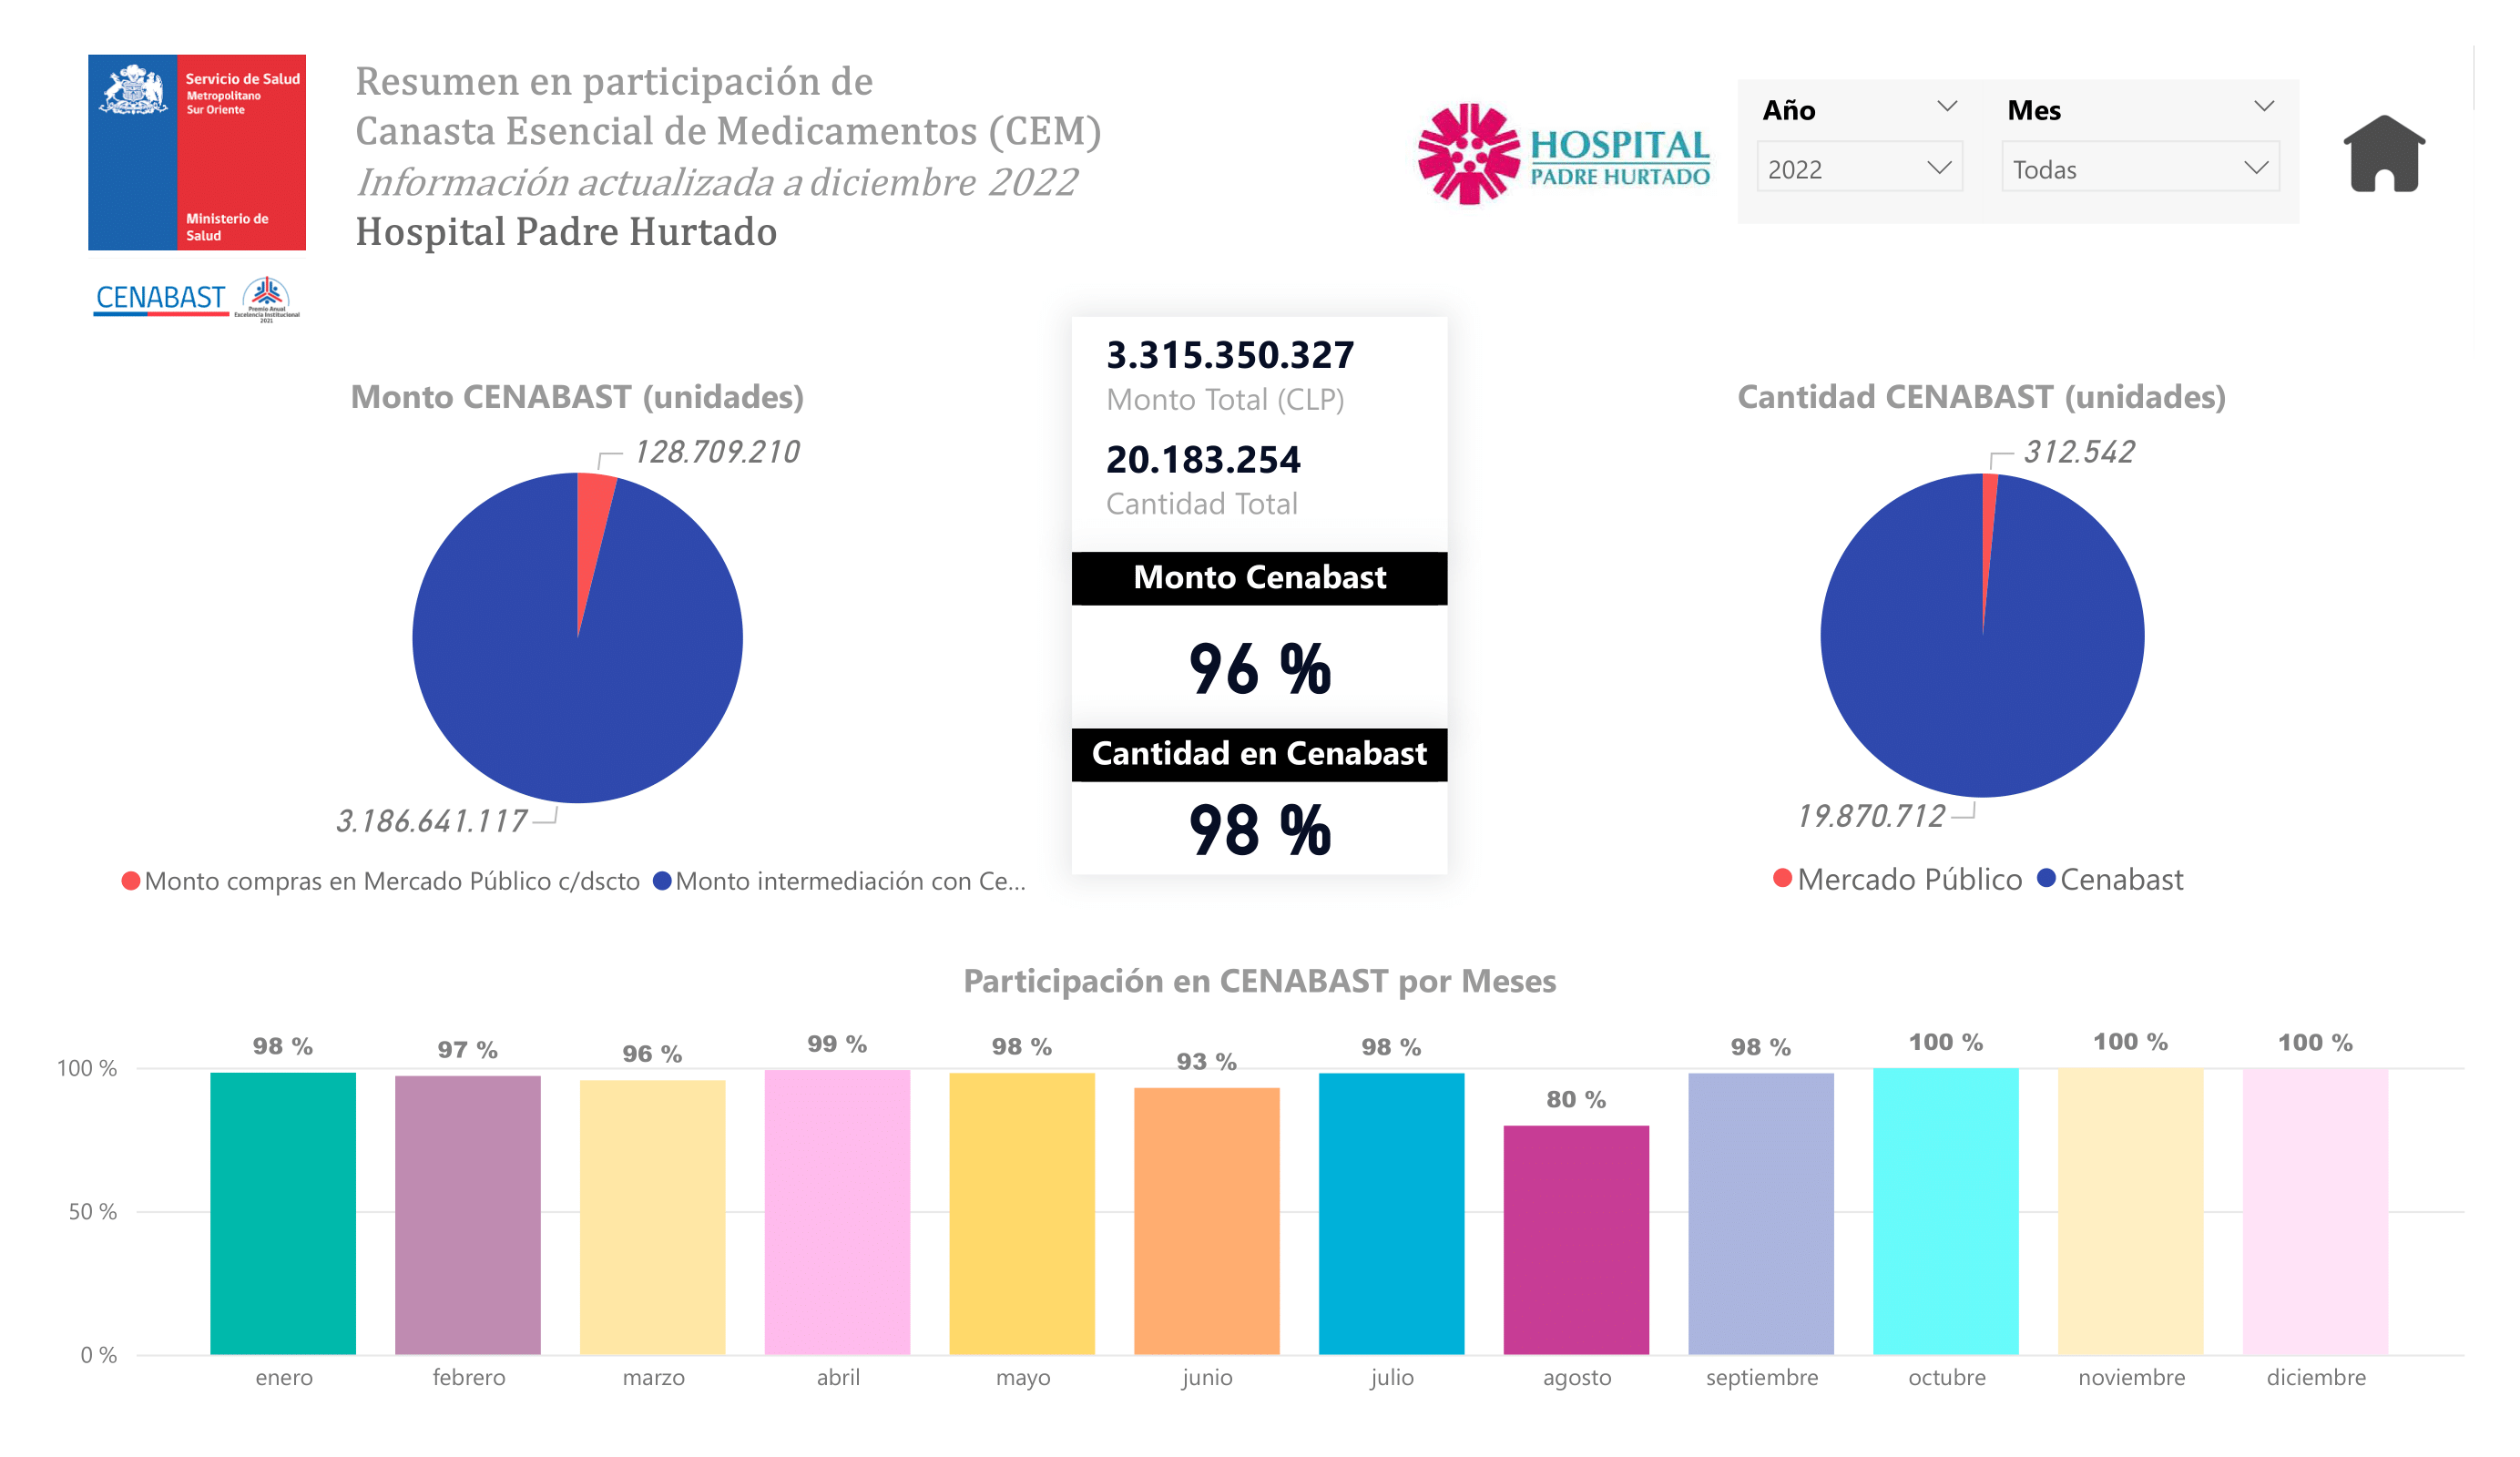 Servicio de Salud
Metropolitano
Sur Oriente
Ministerio de
Salud
CENABAST
Premio Anual
Excelencia Institucional
2021
Resumen en participación de
Canasta Esencial de Medicamentos (CEM)
Información actualizada a diciembre 2022
Hospital Padre Hurtado
HOSPITAL
PADRE HURTADO
Año
2022
Mes
Todas
Monto CENABAST (unidades)
128.709.210
3.186.641.117
Monto compras en Mercado Público c/dscto Monto intermediación con Ce...
3.315.350.327
Monto Total (CLP)
20.183.254
Cantidad Total
Monto Cenabast
96 %
Cantidad en Cenabast
98 %
Cantidad CENABAST (unidades)
312.542
19.870.712
Mercado Público Cenabast
Participación en CENABAST por Meses
100 %
50 %
0 %
98 % 97 % 96 % 99 % 98 % 93 % 98 % 80 % 98 % 100 % 100 % 100 %
enero febrero marzo abril mayo junio julio agosto septiembre octubre noviembre diciembre